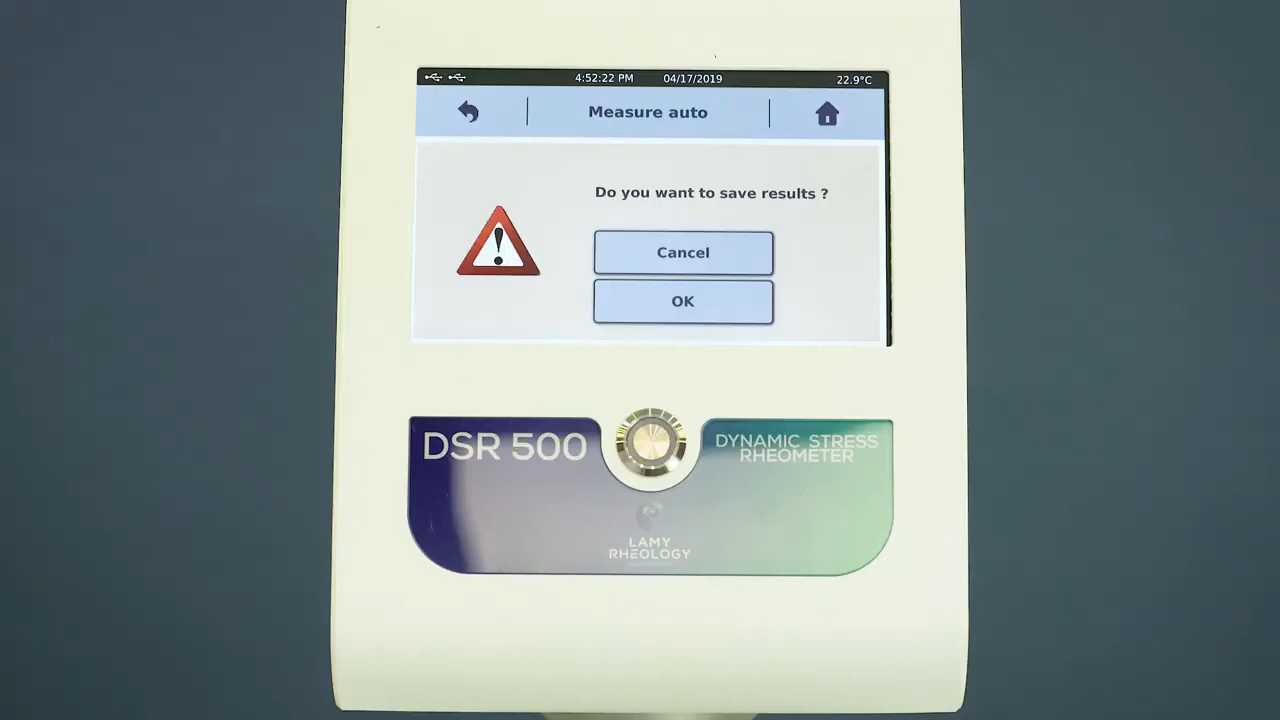 4:52:22 PM 04/17/2019 22.9°C
Measure auto
Do you want to save results ?
Cancel
OK
DSR 500
DYNAMIC STRESS
RHEOMETER
LAMY
RHEOLOGY